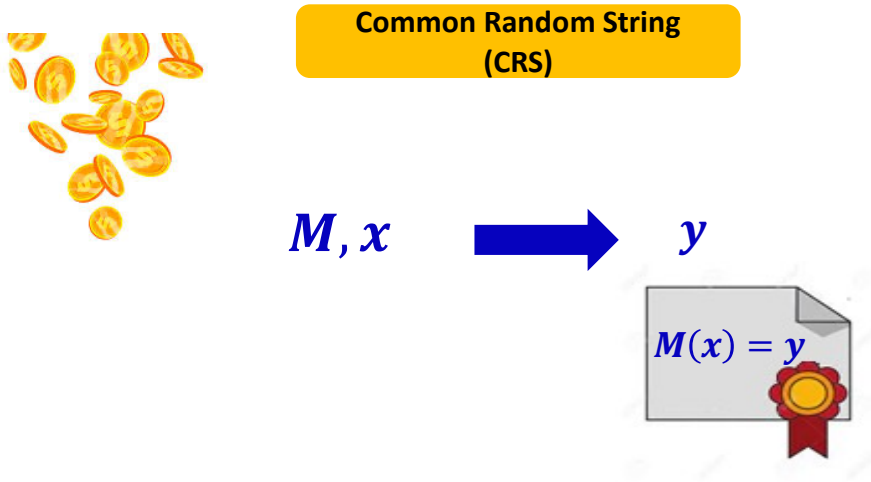 Common Random String
(CRS)
M, x
y
M(x) = y